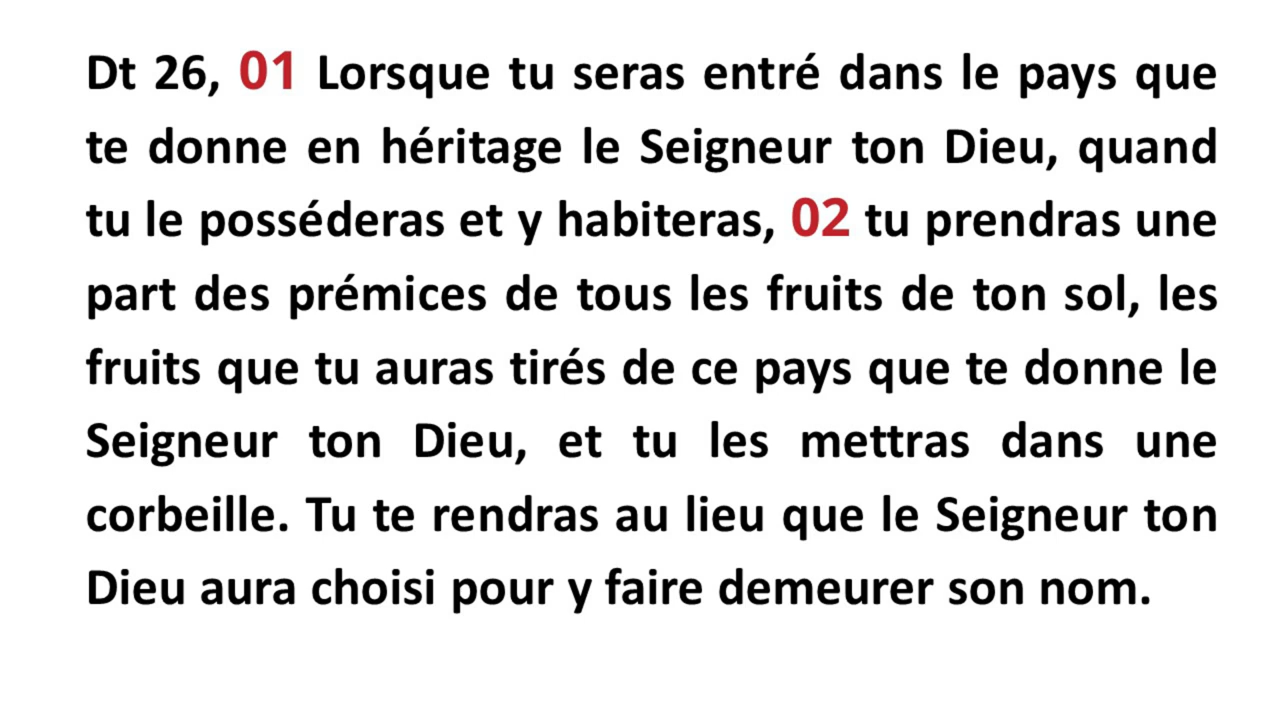 Dt 26, 01 Lorsque tu seras entré dans le pays que
te donne en héritage le Seigneur ton Dieu, quand
tu le posséderas et y habiteras, 02 tu prendras une
part des prémices de tous les fruits de ton sol, les
fruits que tu auras tirés de ce pays que te donne le
Seigneur ton Dieu, et tu les mettras dans une
corbeille. Tu te rendras au lieu que le Seigneur ton
Dieu aura choisi pour y faire demeurer son nom.